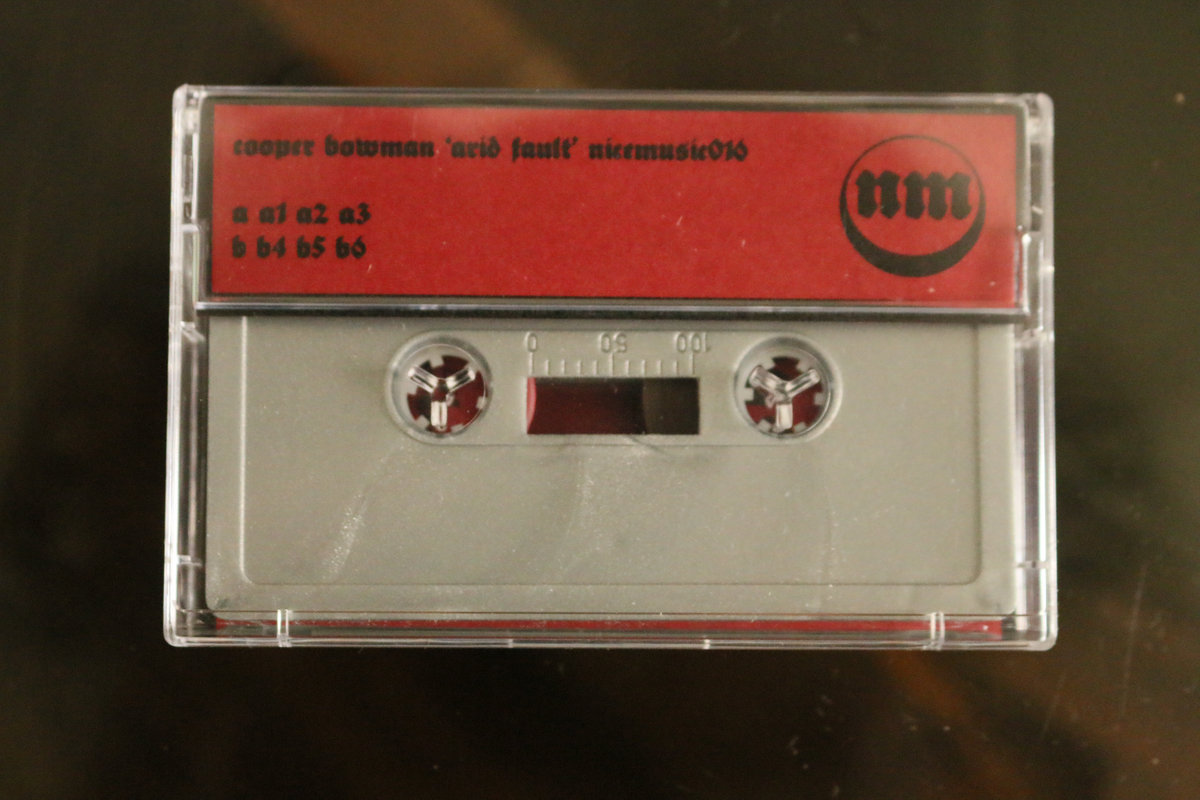 cooper bowman 'arid fault' nicemusic016
nm
a a1 a2 a3
b b4 b5 b6
0 50 100